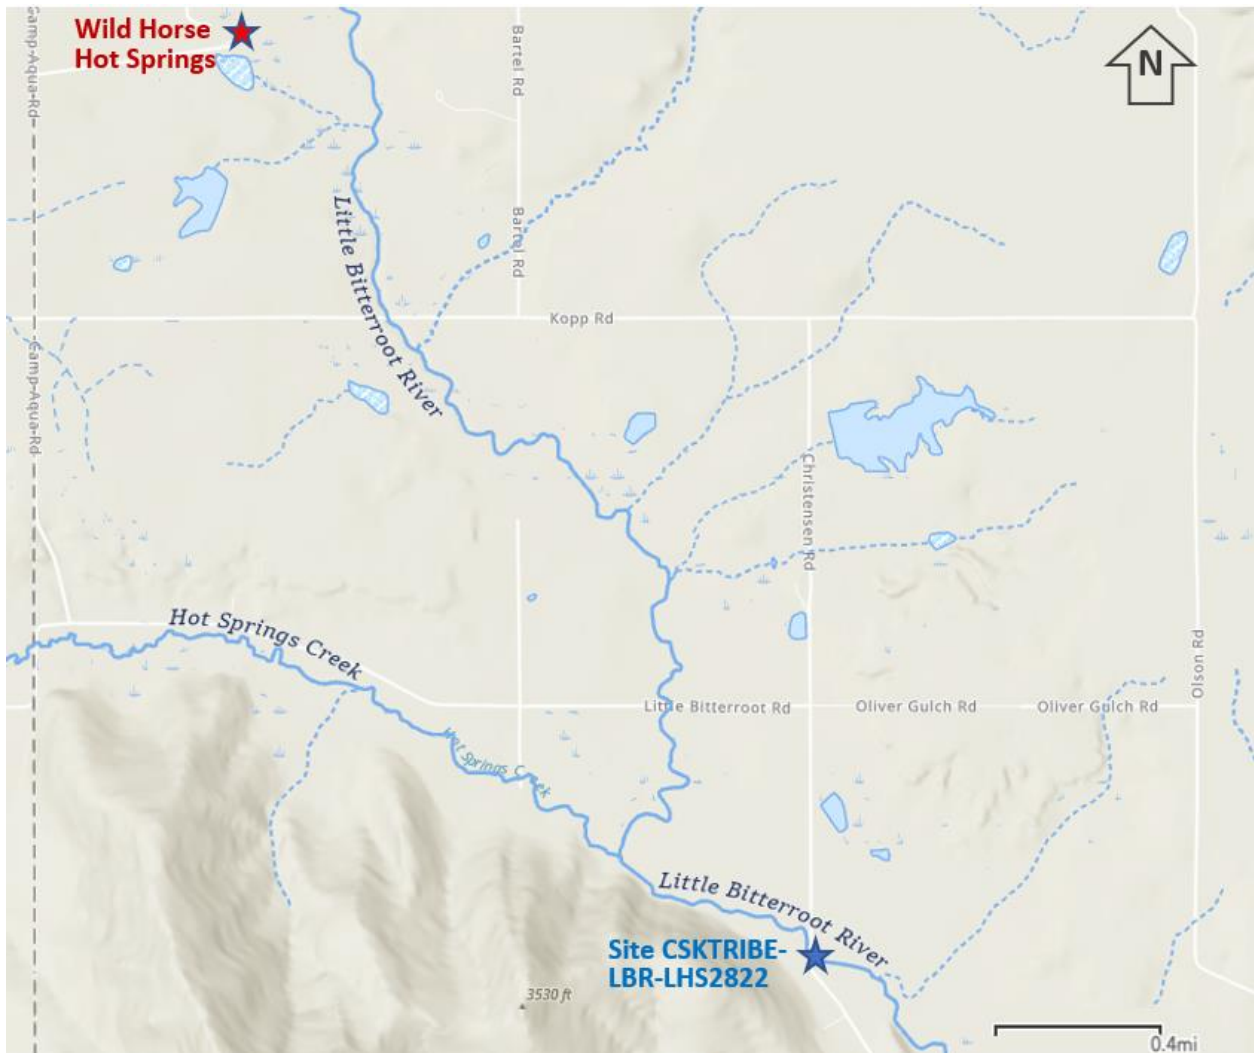 Wild Horse
Hot Springs
N
Camp-Aqua-Rd
Bartel Rd
Bartel Rd
Little Bitterroot River
Kopp Rd
Camp-Aqua-Rd
Christensen Rd
Hot Springs Creek
Olson Rd
Little Bitterroot Rd
Oliver Gulch Rd
Oliver Gulch Rd
Hot Springs Creek
Little Bitterroot River
Site CSKTRIBE-
LBR-LHS2822
3530 ft
0.4mi